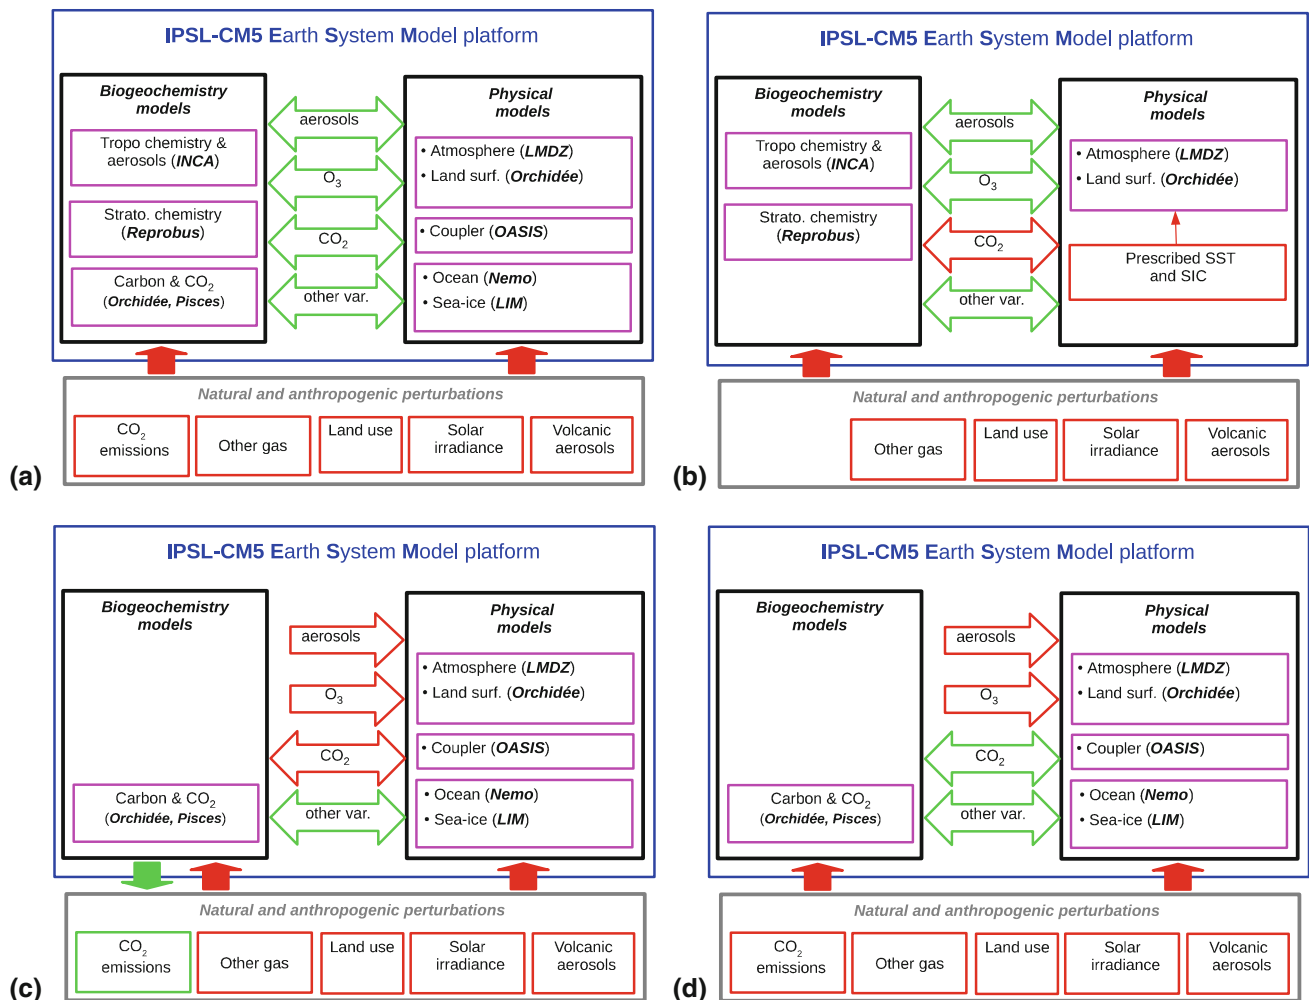 IPSL-CM5 Earth System Model platform
Biogeochemistry
models
Tropo chemistry &
aerosols (INCA)
Strato. chemistry
(Reprobus)
Carbon & CO2
(Orchidée, Pisces)
aerosols
O3
CO2
other var.
Physical
models
• Atmosphere (LMDZ)
• Land surf. (Orchidée)
• Coupler (OASIS)
• Ocean (Nemo)
• Sea-ice (LIM)
Natural and anthropogenic perturbations
CO2
emissions
Other gas
Land use
Solar
irradiance
Volcanic
aerosols
(a)
IPSL-CM5 Earth System Model platform
Biogeochemistry
models
Tropo chemistry &
aerosols (INCA)
Strato. chemistry
(Reprobus)
aerosols
O3
CO2
other var.
Physical
models
• Atmosphere (LMDZ)
• Land surf. (Orchidée)
Prescribed SST
and SIC
Natural and anthropogenic perturbations
Other gas
Land use
Solar
irradiance
Volcanic
aerosols
(b)
IPSL-CM5 Earth System Model platform
Biogeochemistry
models
Carbon & CO2
(Orchidée, Pisces)
aerosols
O3
CO2
other var.
Physical
models
• Atmosphere (LMDZ)
• Land surf. (Orchidée)
• Coupler (OASIS)
• Ocean (Nemo)
• Sea-ice (LIM)
Natural and anthropogenic perturbations
CO2
emissions
Other gas
Land use
Solar
irradiance
Volcanic
aerosols
(c)
IPSL-CM5 Earth System Model platform
Biogeochemistry
models
Carbon & CO2
(Orchidée, Pisces)
aerosols
O3
CO2
other var.
Physical
models
• Atmosphere (LMDZ)
• Land surf. (Orchidée)
• Coupler (OASIS)
• Ocean (Nemo)
• Sea-ice (LIM)
Natural and anthropogenic perturbations
CO2
emissions
Other gas
Land use
Solar
irradiance
Volcanic
aerosols
(d)